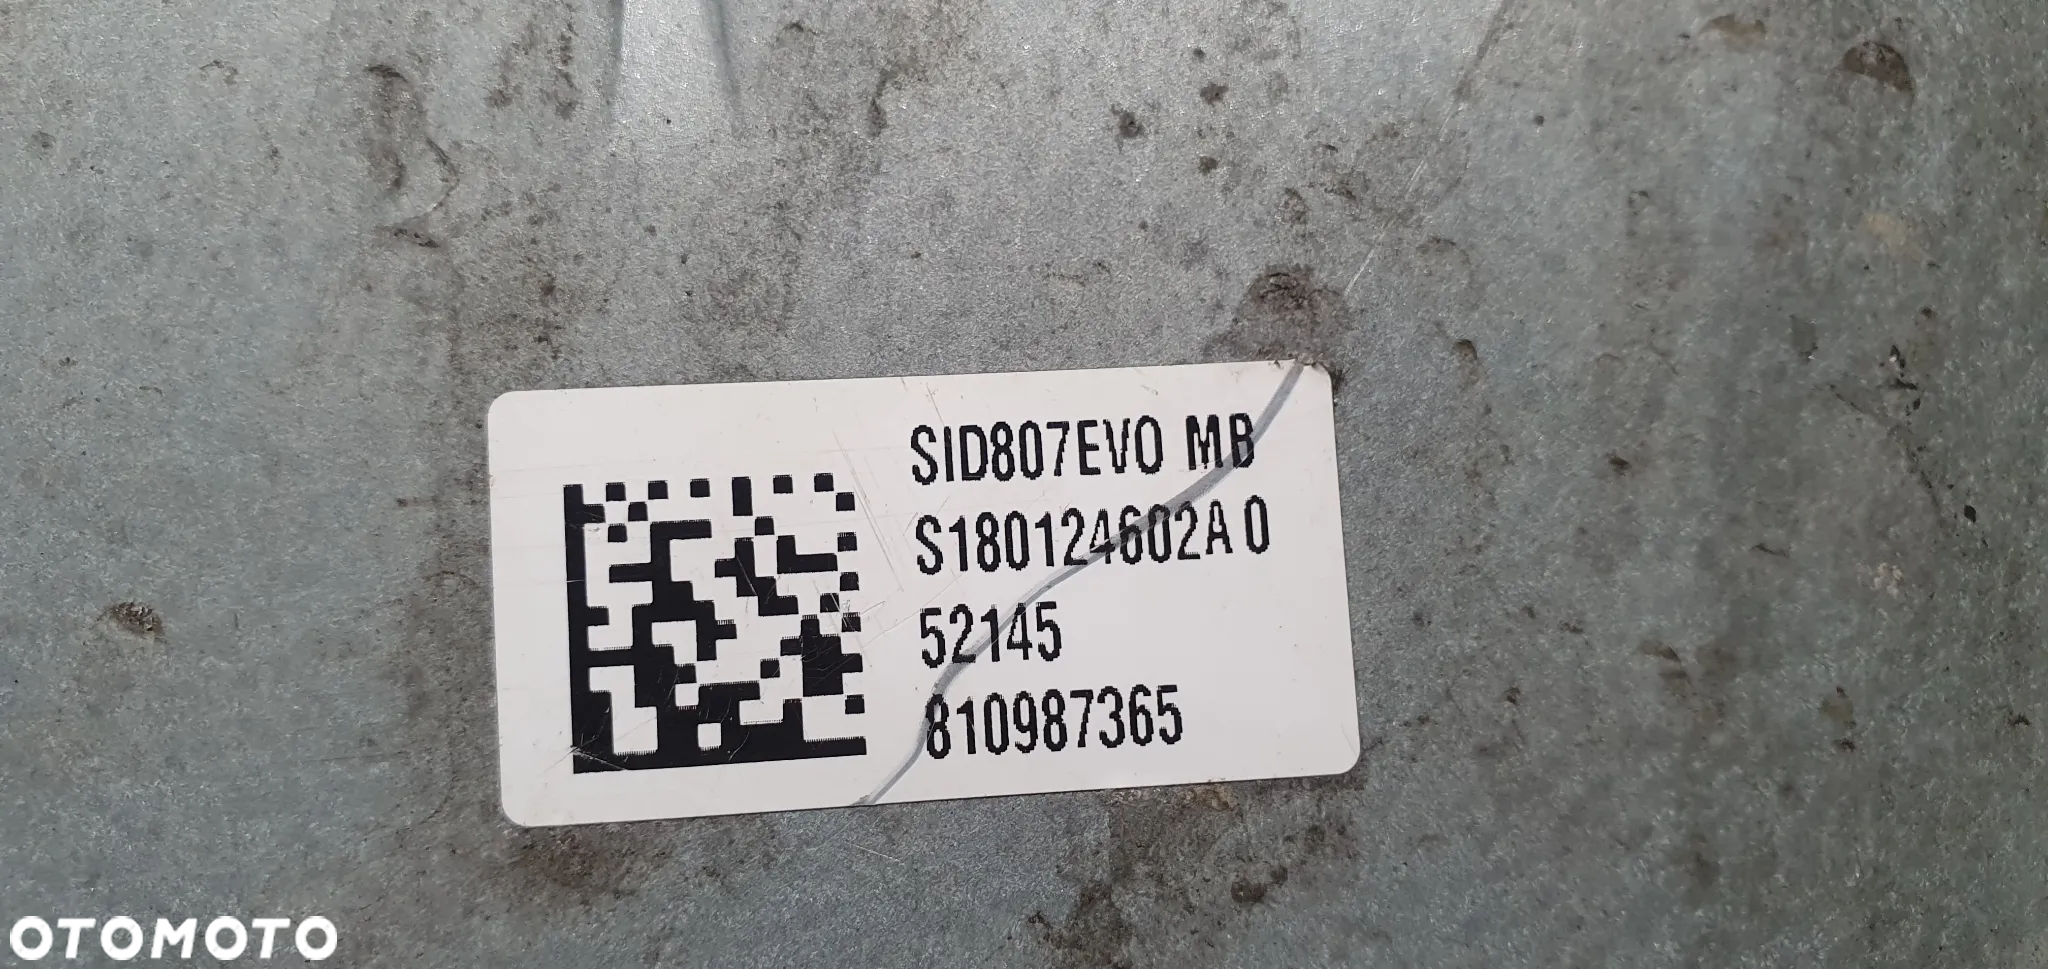 SID807EVO MB
S180124602A 0
52145
810987365
OTOMOTO